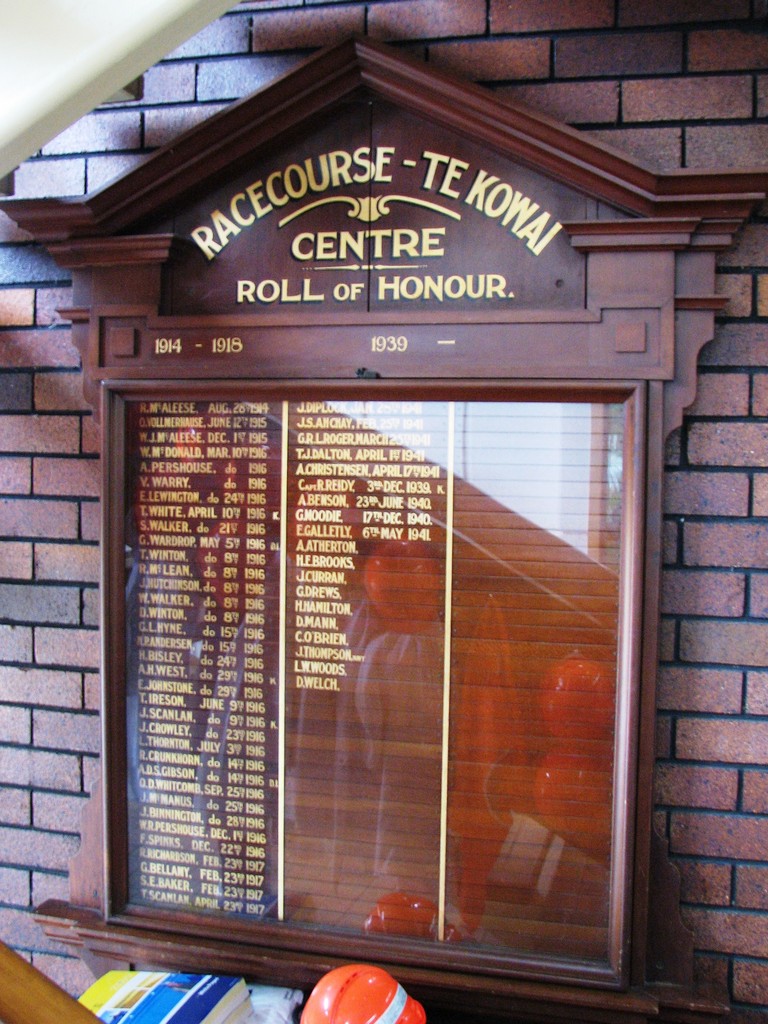 RACECOURSE - TE KOWAI
CENTRE
ROLL OF HONOUR.
1914 - 1918 1939 —
R. McALEESE. AUG. 28TH 1914
O. VOLLMERHAISE. JUNE 12TH 1915
W. J. McALEESE. DEC. 1ST 1915
W. McDONALD. MAR. 10TH 1916
A. PERSHOUSE. do 1916
V. WARRY. do 1916
E. LEWINGTON. do 24TH 1916
T. WHITE, APRIL 10TH 1916 K.
S. WALKER. do 21ST 1916
G. WARDROP. MAY 5TH 1916 D.I.
T. WINTON. do 8TH 1916
R. McLEAN. do 8TH 1916
J. HUTCHINSON. do 8TH 1916
W. WALKER. do 8TH 1916
D. WINTON. do 8TH 1916
G. L. HYNE. do 15TH 1916
P. ANDERSEN. do 15TH 1916
H. BISLEY. do 24TH 1916
A. H. WEST. do 29TH 1916 K.
E. JOHNSTONE. do 29TH 1916
T. IRESON. JUNE 9TH 1916
J. SCANLAN. do 9TH 1916 K.
J. CROWLEY. do 23RD 1916
L. THORNTON. JULY 3RD 1916
R. CRUNKHORN. do 14TH 1916
A. D. S. GIBSON. do 14TH 1916 D.I.
O. D. WHITCOMB. SEP. 25TH 1916
J. McMANUS. do 25TH 1916
J. BINNINGTON. do 28TH 1916
W. R. PERSHOUSE. DEC. 1ST 1916
F. SPINKS. DEC. 22ND 1916
R. RICHARDSON. FEB. 23RD 1917
G. BELLANY. FEB. 23RD 1917
S. E. BAKER. FEB. 23RD 1917
T. SCANLAN. APRIL 23RD 1917
J. DIPLOCK. JAN. 1941
J. S. AH CHAY. FEB. 25TH 1941
G. R. L. ROGER. MARCH 25TH 1941
T. J. DALTON. APRIL 1ST 1941
A. CHRISTENSEN. APRIL 17TH 1941
CAPT. R. REIDY. 3RD DEC. 1939. K.
A. BENSON. 23RD JUNE 1940.
G. MOODIE. 17TH DEC. 1940.
E. GALLETLY. 6TH MAY 1941.
A. ATHERTON.
H. E. BROOKS.
J. CURRAN.
G. DREWS.
H. HAMILTON.
D. MANN.
C. O'BRIEN.
J. THOMPSON.
L. W. WOODS.
D. WELCH.